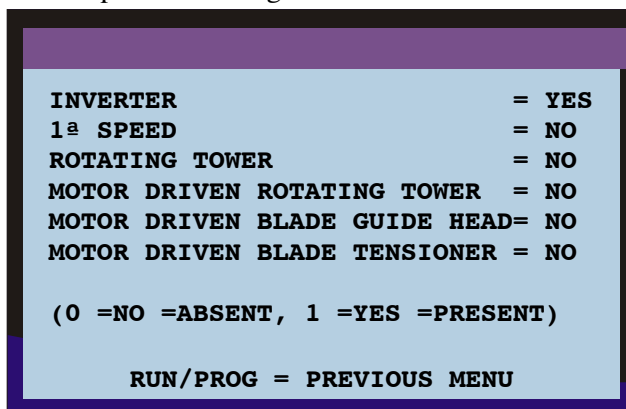 INVERTER = YES
1ª SPEED = NO
ROTATING TOWER = NO
MOTOR DRIVEN ROTATING TOWER = NO
MOTOR DRIVEN BLADE GUIDE HEAD= NO
MOTOR DRIVEN BLADE TENSIONER = NO
(0 =NO =ABSENT, 1 =YES =PRESENT)
RUN/PROG = PREVIOUS MENU